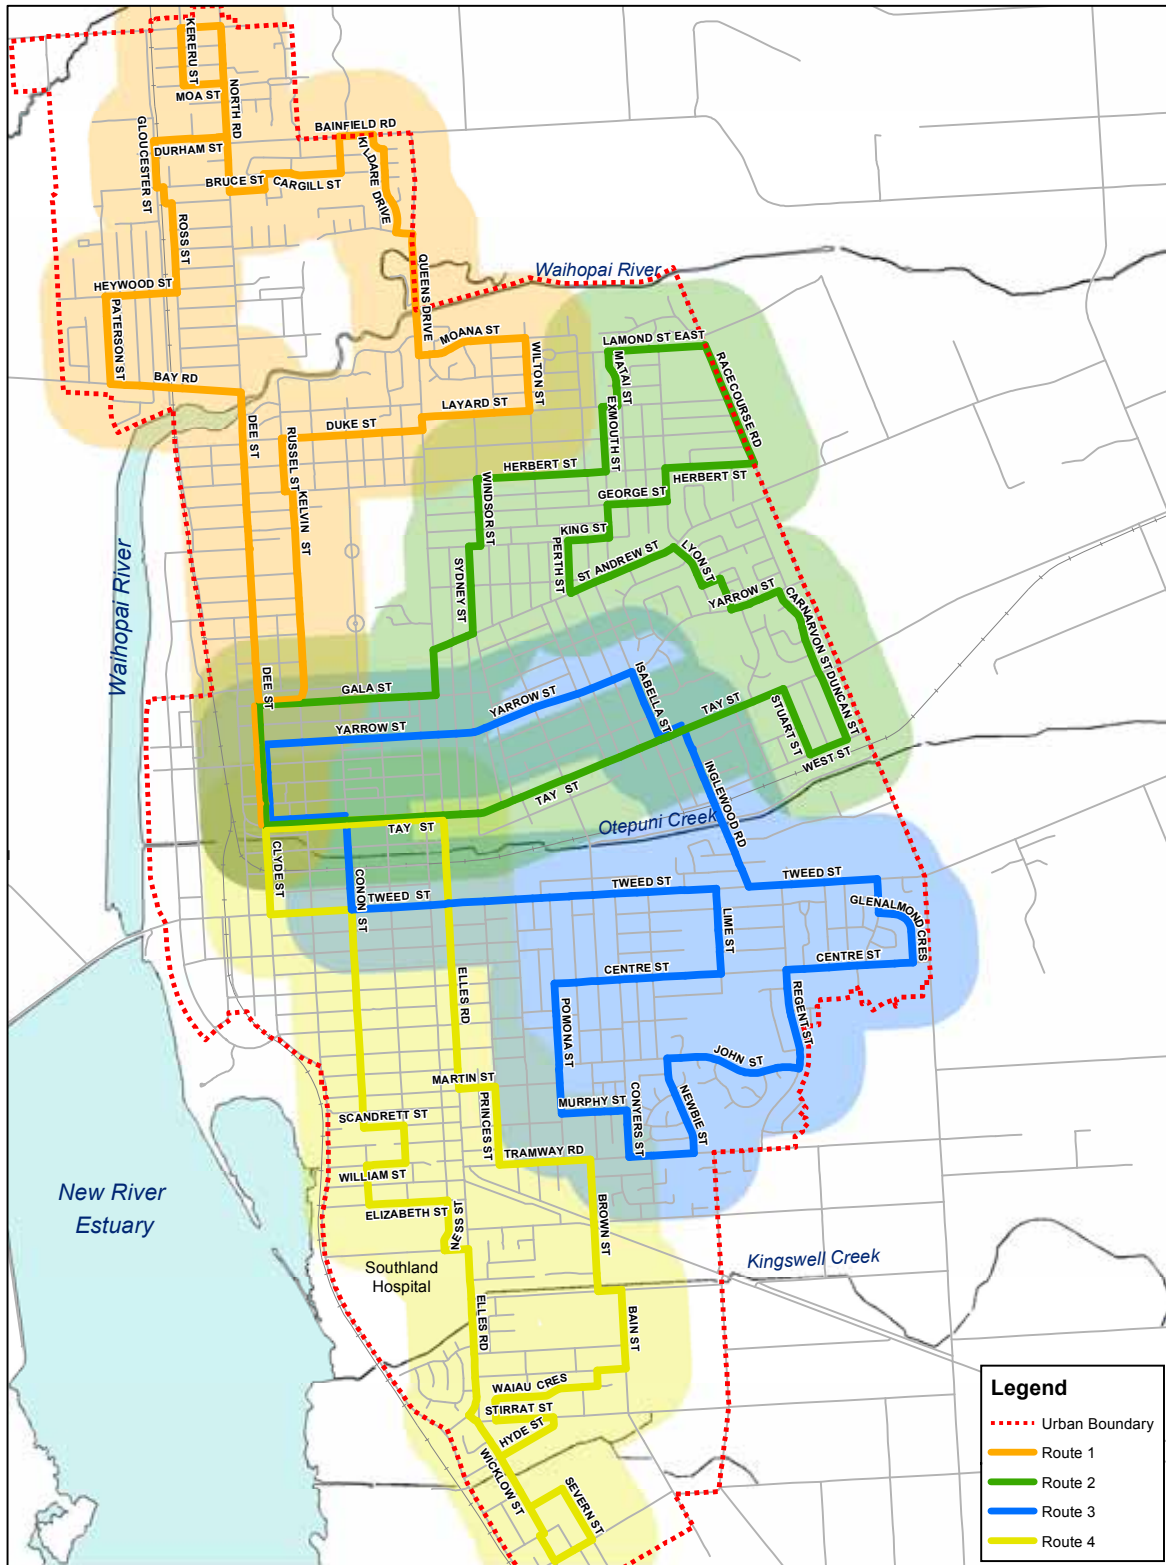 KERERU ST
MOA ST
NORTH RD
GLOUCESTER ST
DURHAM ST
BAINFIELD RD
KILDARE DRIVE
BRUCE ST
CARGILL ST
ROSS ST
HEYWOOD ST
PATERSON ST
QUEENS DRIVE
Waihopai River
MOANA ST
WILTON ST
LAMOND ST EAST
MATAI ST
RACECOURSE RD
BAY RD
DEE ST
LAYARD ST
DUKE ST
EXMOUTH ST
RUSSEL ST
KELVIN ST
HERBERT ST
HERBERT ST
WINDSOR ST
GEORGE ST
KING ST
PERTH ST
SYDNEY ST
ST ANDREW ST
LYON ST
YARROW ST
CARNARVON ST
DUNCAN ST
Waihopai River
DEE ST
GALA ST
ISABELLA ST
YARROW ST
YARROW ST
TAY ST
STUART ST
WEST ST
INGLEWOOD RD
TAY ST
TAY ST
Otepuni Creek
CLYDE ST
CONON ST
TWEED ST
TWEED ST
TWEED ST
LIME ST
GLENALMOND CRES
CENTRE ST
CENTRE ST
ELLES RD
POMONA ST
REGENT ST
JOHN ST
MARTIN ST
PRINCES ST
MURPHY ST
CONYERS ST
NEWBIE ST
SCANDRETT ST
TRAMWAY RD
WILLIAM ST
ELIZABETH ST
NESS ST
BROWN ST
New River
Estuary
Southland
Hospital
Kingswell Creek
ELLES RD
BAIN ST
WAIAU CRES
STIRRAT ST
HYDE ST
WICKLOW ST
SEVERN ST
Legend
Urban Boundary
Route 1
Route 2
Route 3
Route 4